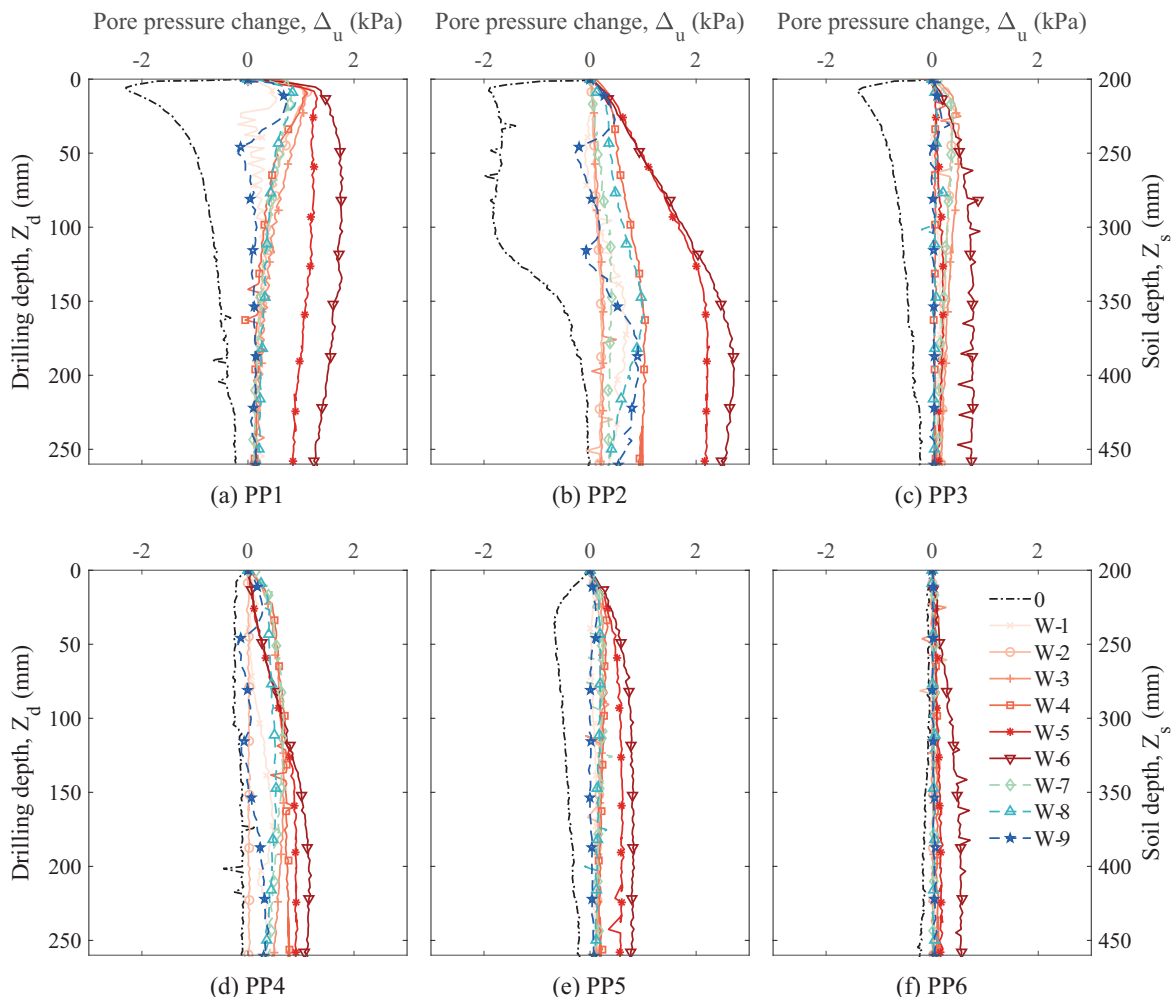 Pore pressure change, Δu (kPa) Pore pressure change, Δu (kPa) Pore pressure change, Δu (kPa)
-2 0 2 -2 0 2 -2 0 2
0 200
50 250
100 300
150 350
200 400
250 450
Drilling depth, Zd (mm)
Soil depth, Zs (mm)
(a) PP1 (b) PP2 (c) PP3
-2 0 2 -2 0 2 -2 0 2
0 200
50 250
100 300
150 350
200 400
250 450
Drilling depth, Zd (mm)
Soil depth, Zs (mm)
0
W-1
W-2
W-3
W-4
W-5
W-6
W-7
W-8
W-9
(d) PP4 (e) PP5 (f) PP6